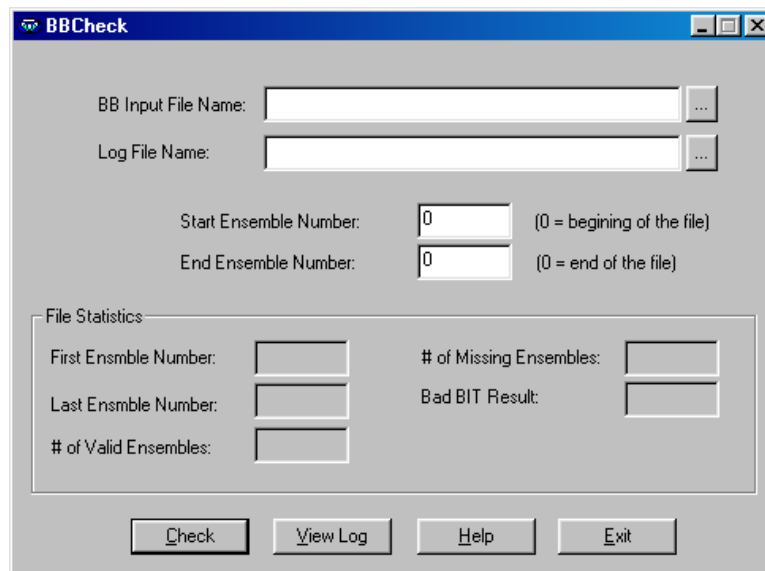 BBCheck
BB Input File Name:
...
Log File Name:
...
Start Ensemble Number: 0 (0 = begining of the file)
End Ensemble Number: 0 (0 = end of the file)
File Statistics
First Ensmble Number:
# of Missing Ensembles:
Last Ensmble Number:
Bad BIT Result:
# of Valid Ensembles:
Check View Log Help Exit